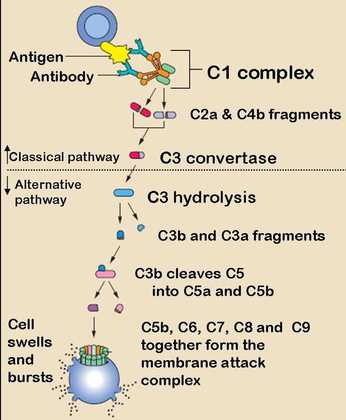 Antigen
Antibody
C1 complex
C2a & C4b fragments
Classical pathway
C3 convertase
Alternative
pathway
C3 hydrolysis
C3b and C3a fragments
C3b cleaves C5
into C5a and C5b
Cell
swells
and
bursts
C5b, C6, C7, C8 and C9
together form the
membrane attack
complex